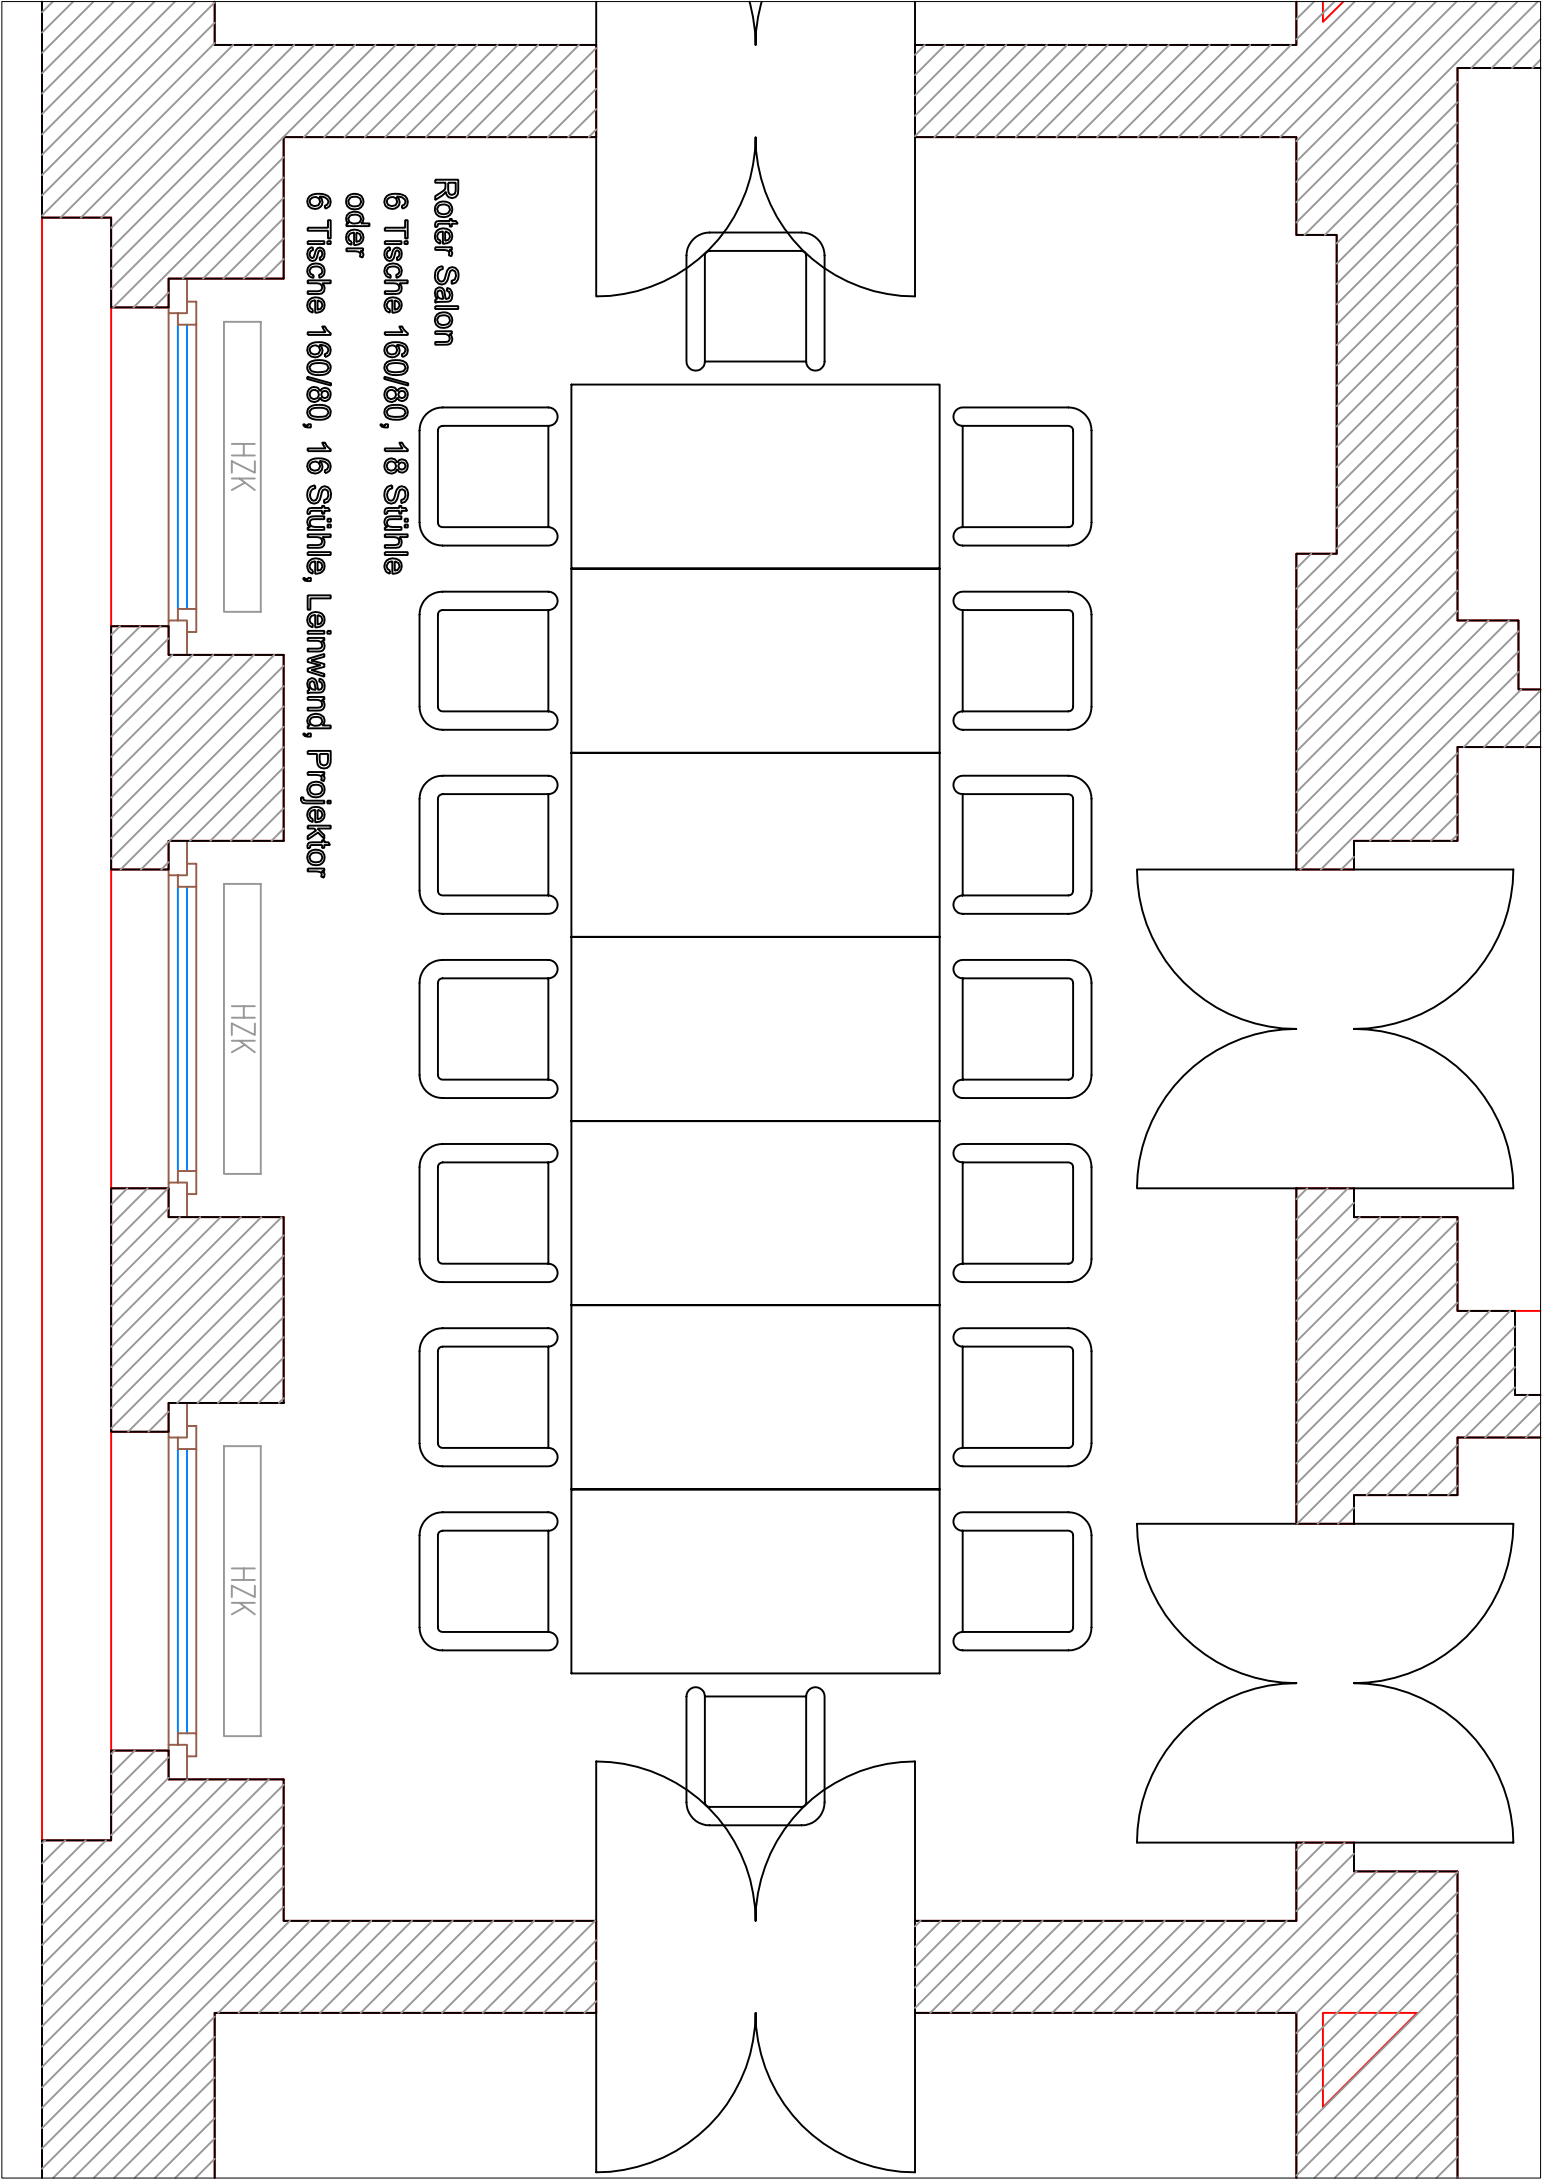 Roter Salon
6 Tische 160/80, 18 Stühle
oder
6 Tische 160/80, 16 Stühle, Leinwand, Projektor
HZK
HZK
HZK